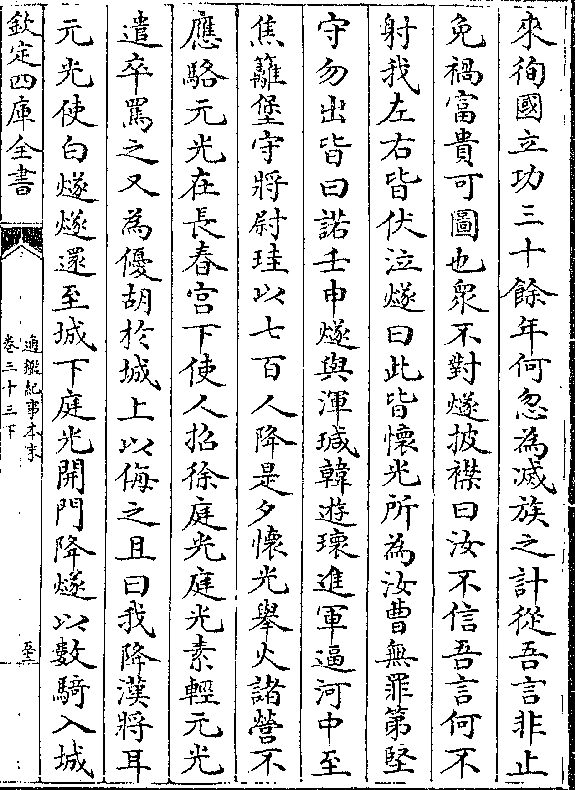 來徇國立功三十餘年何忽為滅族之計從吾言非止
免禍富貴可圖也衆不對燧披襟曰汝不信吾言何不
射我左右皆伏泣燧曰此皆懷光所為汝曹無罪第堅
守勿出皆曰諾壬申燧與渾瑊韓遊瓌進軍逼河中至
焦籬堡守將尉珪以七百人降是夕懷光舉火諸營不
應駱元光在長春宫下使人招徐庭光庭光素輕元光
遣卒罵之又為優胡於城上以侮之且曰我降漢將耳
元光使白燧燧還至城下庭光開門降燧以數騎入城
欽定四庫全書
通鑑紀事本末
卷三十三下